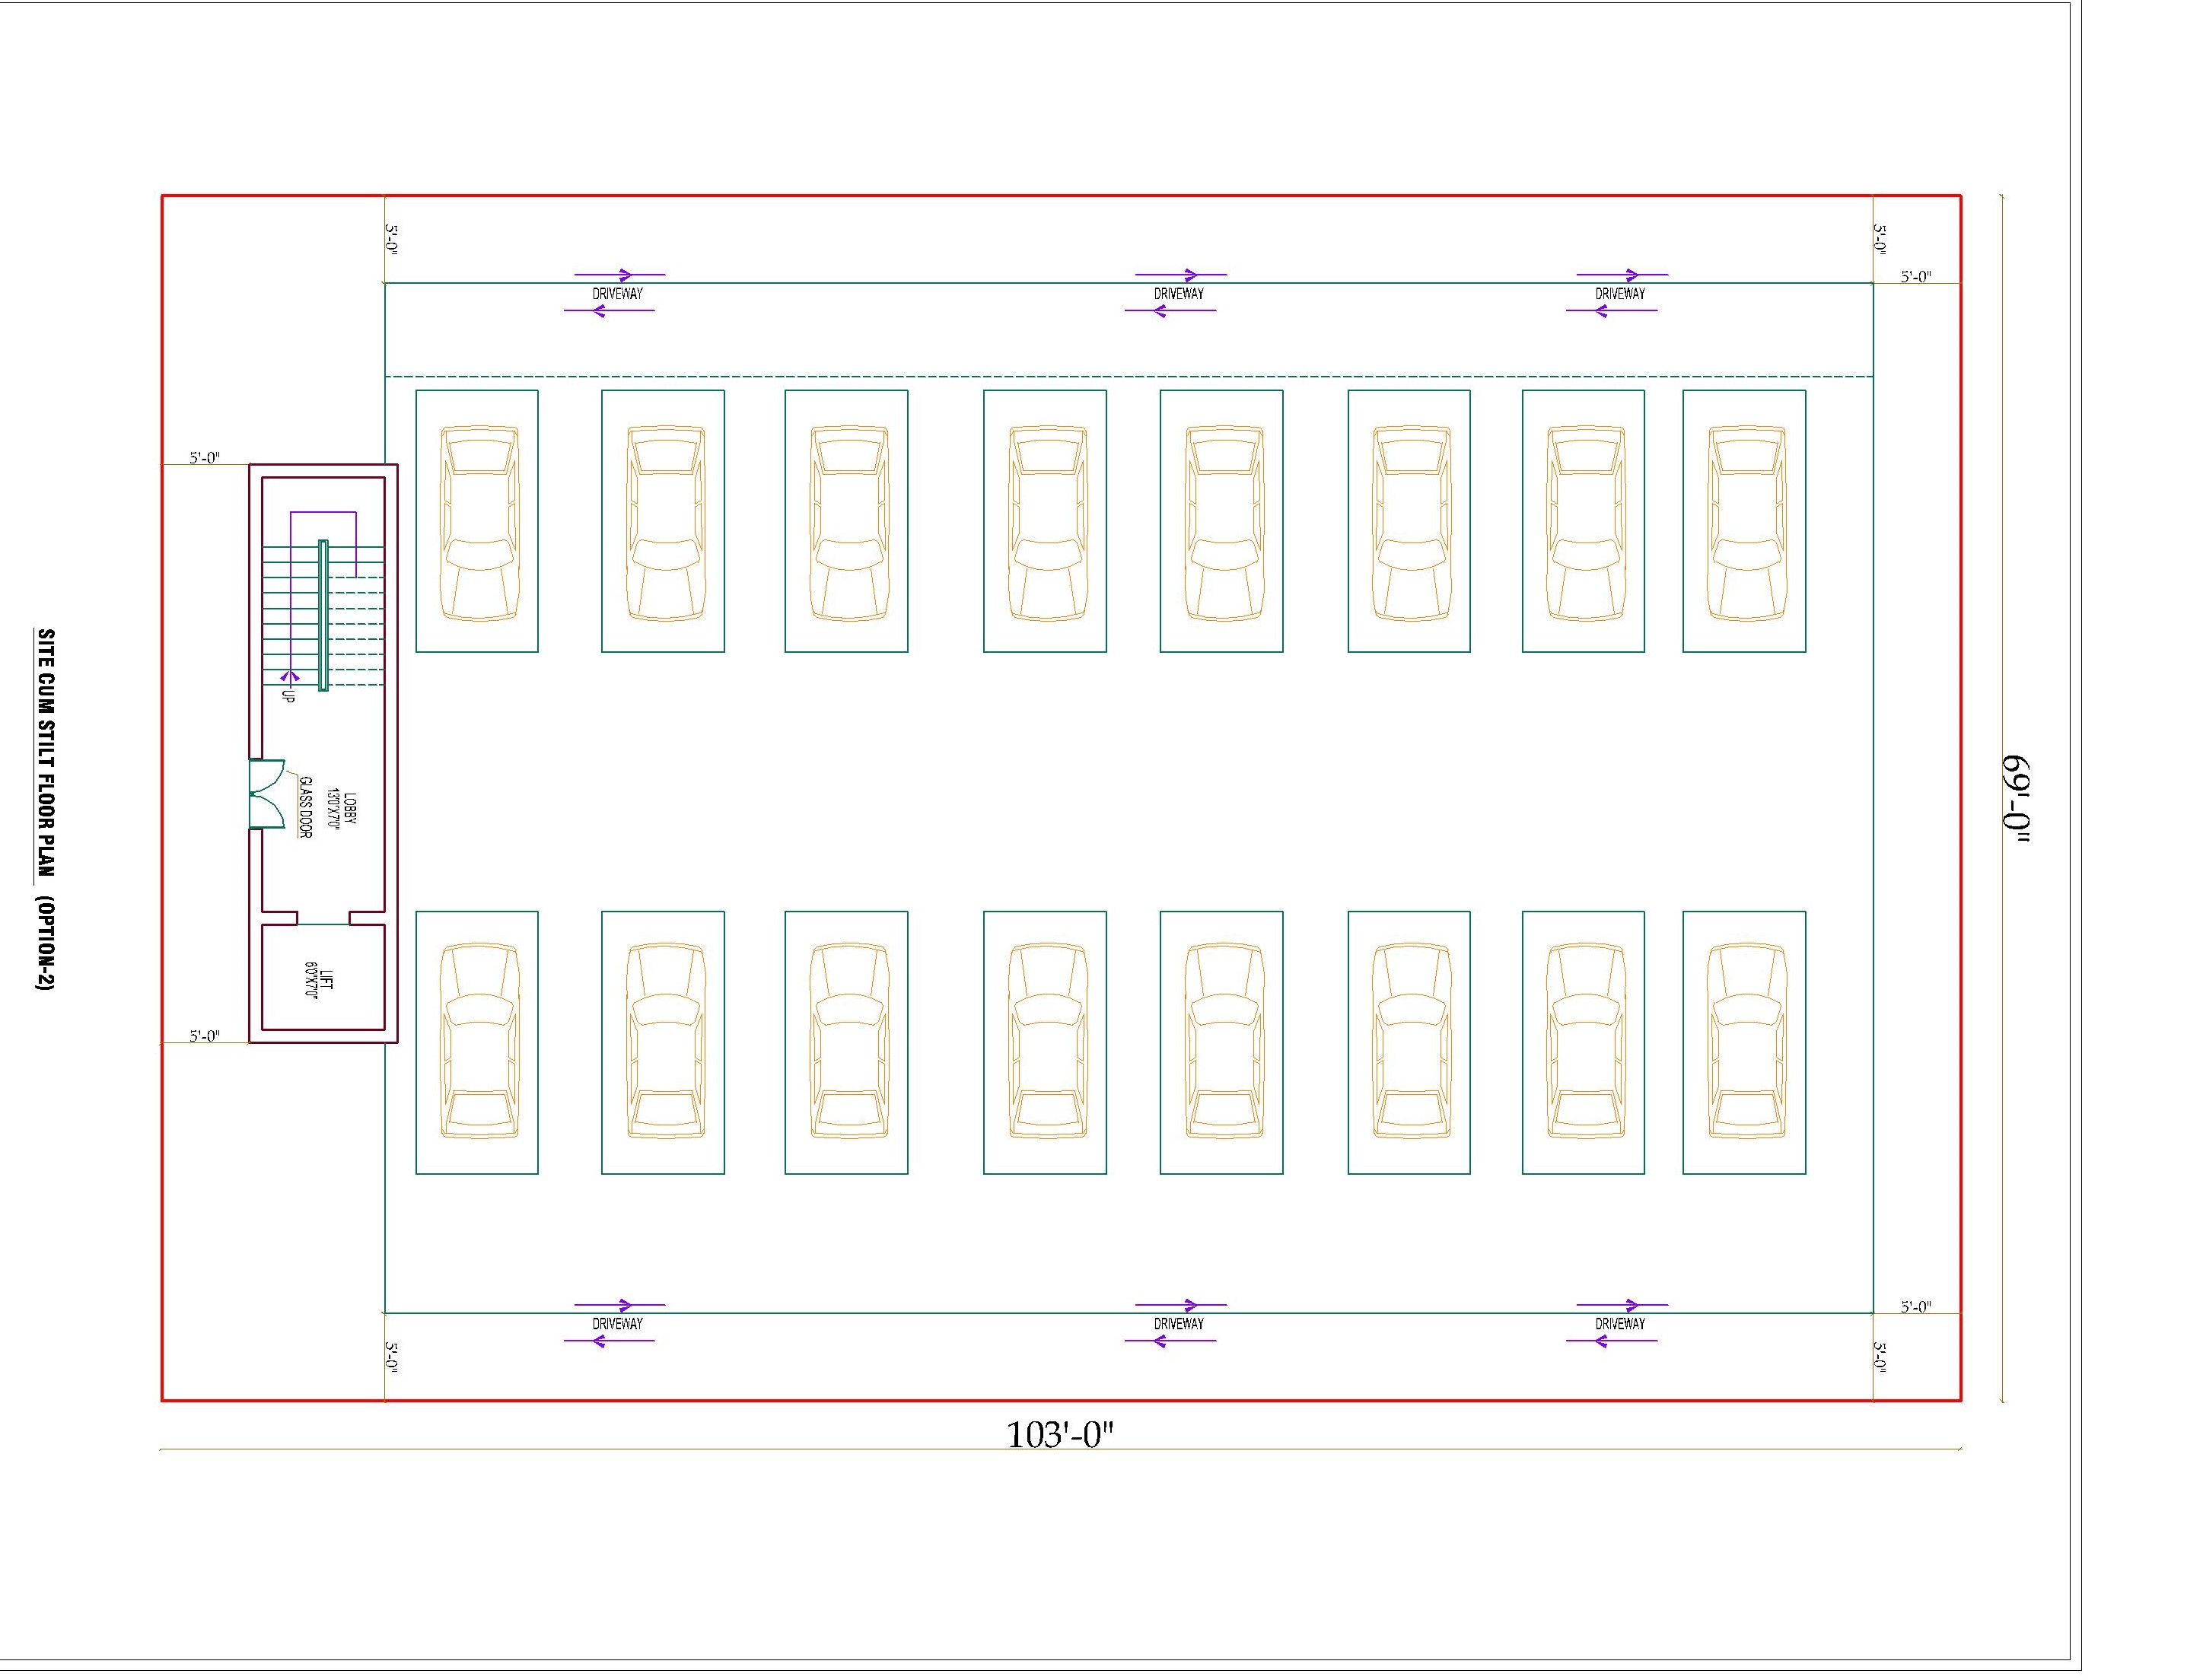 5'-0"
5'-0"
5'-0"
DRIVEWAY
DRIVEWAY
DRIVEWAY
5'-0"
UP
GLASS DOOR
LOBBY
13'0"X7'0"
LIFT
6'0"X7'0"
5'-0"
SITE CUM STILT FLOOR PLAN (OPTION-2)
69'-0"
5'-0"
DRIVEWAY
DRIVEWAY
DRIVEWAY
5'-0"
5'-0"
103'-0"